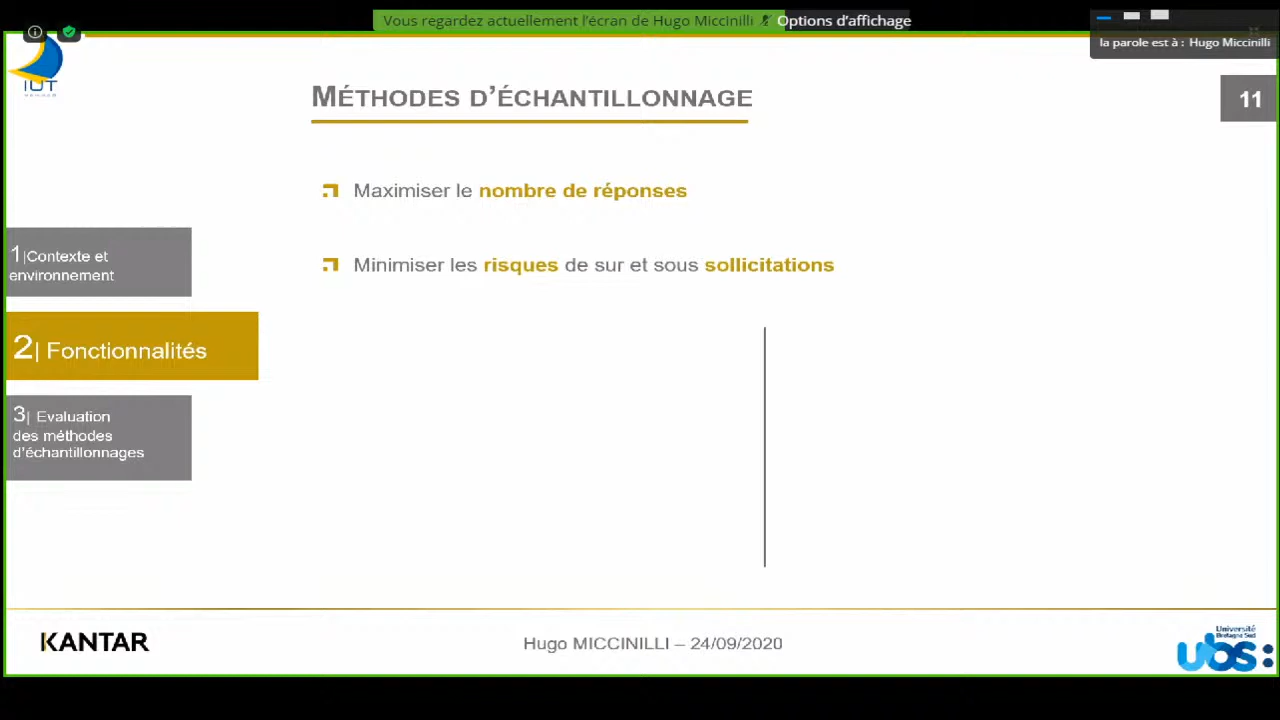 Vous regardez actuellement l'écran de Hugo Miccinilli
Options d'affichage
la parole est à : Hugo Miccinilli
IUT
MÉTHODES D'ÉCHANTILLONNAGE
11
Maximiser le nombre de réponses
Minimiser les risques de sur et sous sollicitations
1|Contexte et
environnement
2| Fonctionnalités
3| Evaluation
des méthodes
d'échantillonnages
KANTAR
Hugo MICCINILLI – 24/09/2020
Université
Bretagne Sud
ubs: